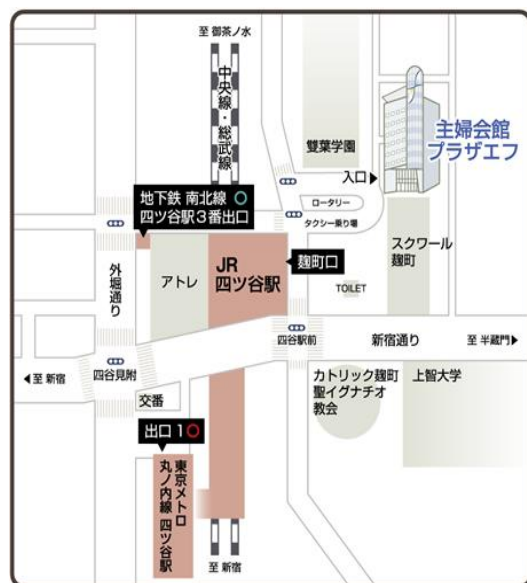 至 御茶ノ水
中央線・総武線
雙葉学園
主婦会館
プラザエフ
入口
地下鉄 南北線
四ツ谷駅3番出口
ロータリー
タクシー乗り場
外堀通り
アトレ
JR
四ツ谷駅
麹町口
スクワール
麹町
TOILET
四谷駅前
新宿通り
至 半蔵門
至 新宿
四谷見附
交番
カトリック麹町
聖イグナチオ
教会
上智大学
出口 1
東京メトロ
丸ノ内線 四ツ谷駅
至 新宿